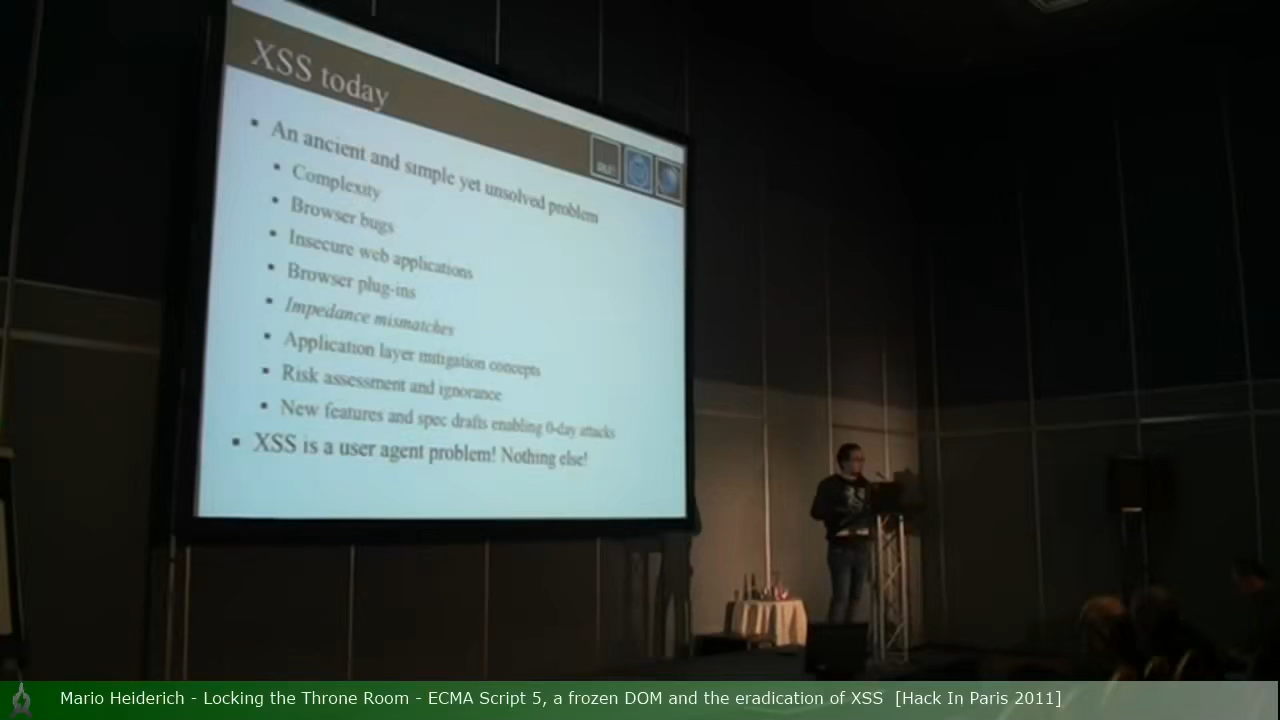 XSS today
An ancient and simple yet unsolved problem
Complexity
Browser bugs
Insecure web applications
Browser plug-ins
Impedance mismatches
Application layer mitigation concepts
Risk assessment and ignorance
New features and spec drafts enabling 0-day attacks
XSS is a user agent problem! Nothing else!
Mario Heiderich - Locking the Throne Room - ECMA Script 5, a frozen DOM and the eradication of XSS [Hack In Paris 2011]